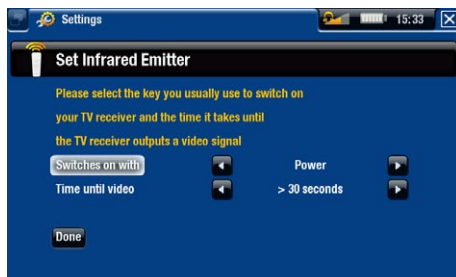 Settings
15:33
Set Infrared Emitter
Please select the key you usually use to switch on
your TV receiver and the time it takes until
the TV receiver outputs a video signal
Switches on with Power
Time until video > 30 seconds
Done